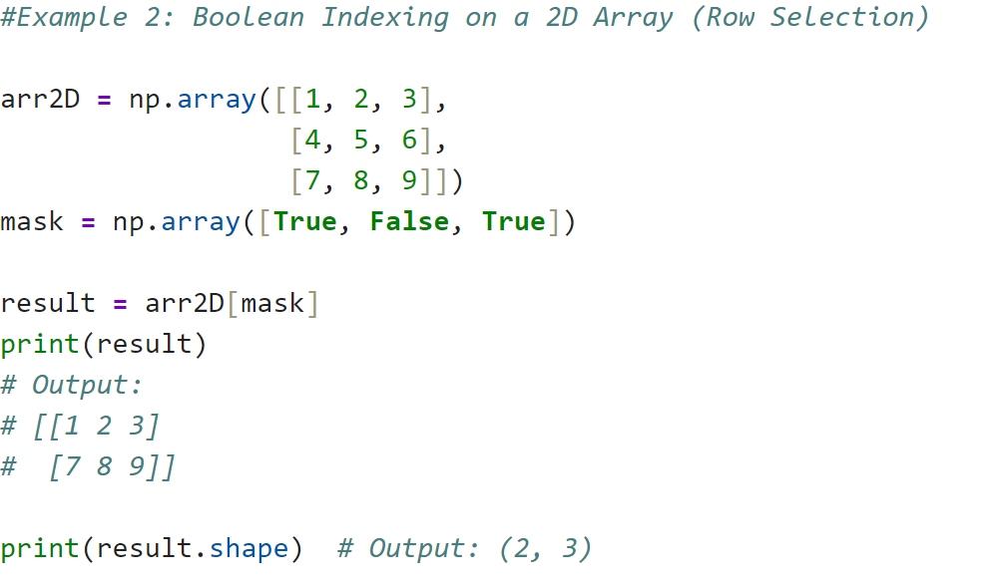 #Example 2: Boolean Indexing on a 2D Array (Row Selection)
arr2D = np.array([[1, 2, 3],
                  [4, 5, 6],
                  [7, 8, 9]])
mask = np.array([True, False, True])
result = arr2D[mask]
print(result)
# Output:
# [[1 2 3]
#  [7 8 9]]
print(result.shape)  # Output: (2, 3)